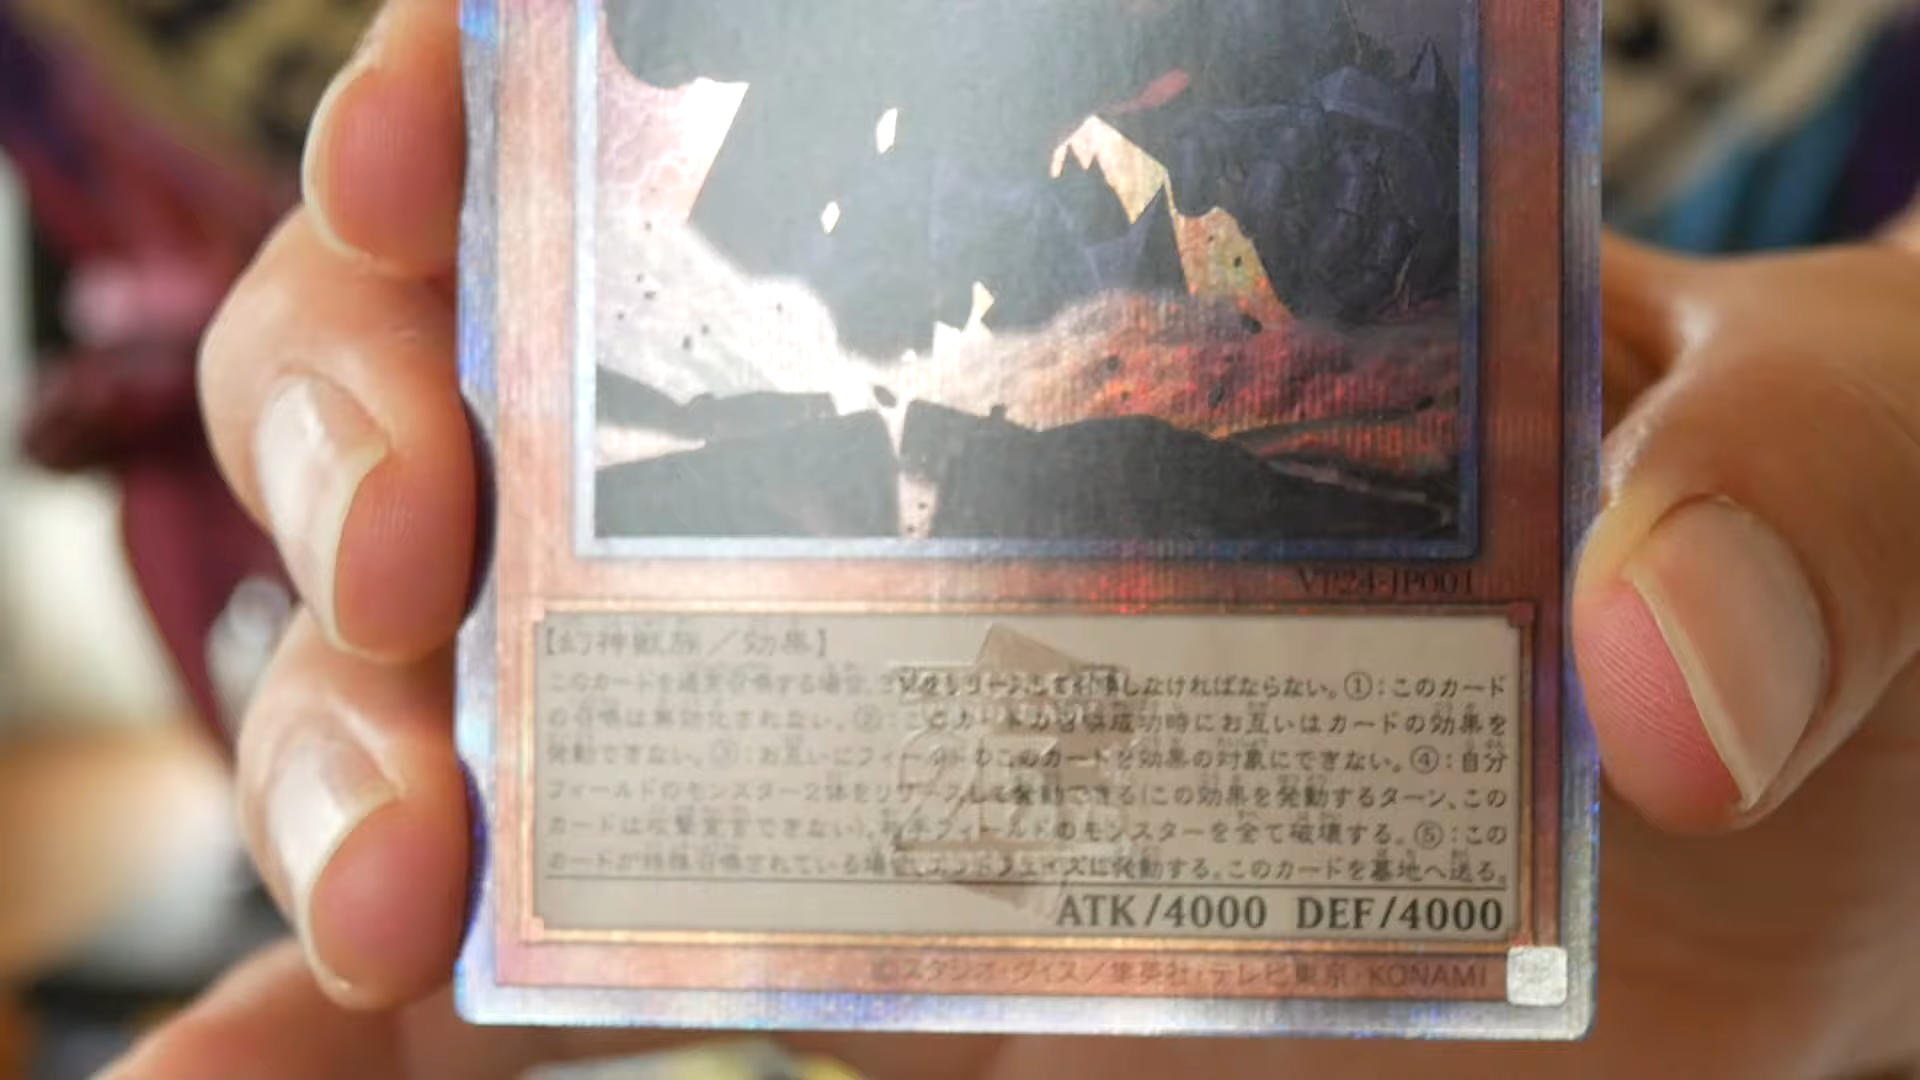 VP24-JP001
【幻神獣族／効果】
このカードを通常召喚する場合、3体をリリースして召喚しなければならない。①：このカード
の召喚は無効化されない。②：このカードの召喚成功時にお互いはカードの効果を
発動できない。③：お互いにフィールドのこのカードを効果の対象にできない。④：自分
フィールドのモンスター2体をリリースして発動できる(この効果を発動するターン、この
カードは攻撃宣言できない)。相手フィールドのモンスターを全て破壊する。⑤：この
カードが特殊召喚されている場合、エンドフェイズに発動する。このカードを墓地へ送る。
ATK/4000 DEF/4000
©スタジオ・ダイス／集英社・テレビ東京・KONAMI